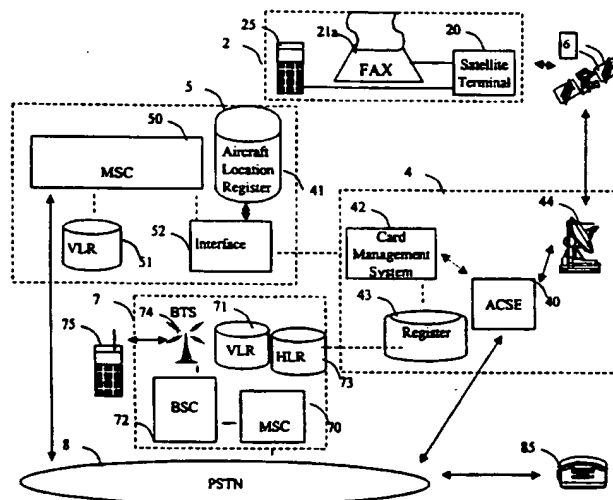 25
21a
20
2
FAX
Satellite
Terminal
6
5
50
MSC
Aircraft
Location
Register
41
4
44
42
VLR
51
52
Interface
Card
Management
System
43
ACSE
40
Register
7
75
74
BTS
71
VLR
HLR
73
BSC
72
MSC
70
8
PSTN
85